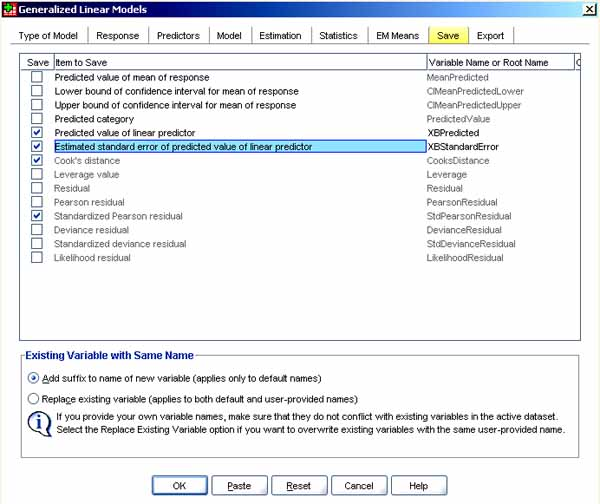 Generalized Linear Models
Type of Model Response Predictors Model Estimation Statistics EM Means Save Export
Save Item to Save Variable Name or Root Name
Predicted value of mean of response MeanPredicted
Lower bound of confidence interval for mean of response CIMeanPredictedLower
Upper bound of confidence interval for mean of response CIMeanPredictedUpper
Predicted category PredictedValue
Predicted value of linear predictor XBPredicted
Estimated standard error of predicted value of linear predictor XBStandardError
Cook's distance CooksDistance
Leverage value Leverage
Residual Residual
Pearson residual PearsonResidual
Standardized Pearson residual StdPearsonResidual
Deviance residual DevianceResidual
Standardized deviance residual StdDevianceResidual
Likelihood residual LikelihoodResidual
Existing Variable with Same Name
Add suffix to name of new variable (applies only to default names)
Replace existing variable (applies to both default and user-provided names)
If you provide your own variable names, make sure that they do not conflict with existing variables in the active dataset.
Select the Replace Existing Variable option if you want to overwrite existing variables with the same user-provided name.
OK Paste Reset Cancel Help